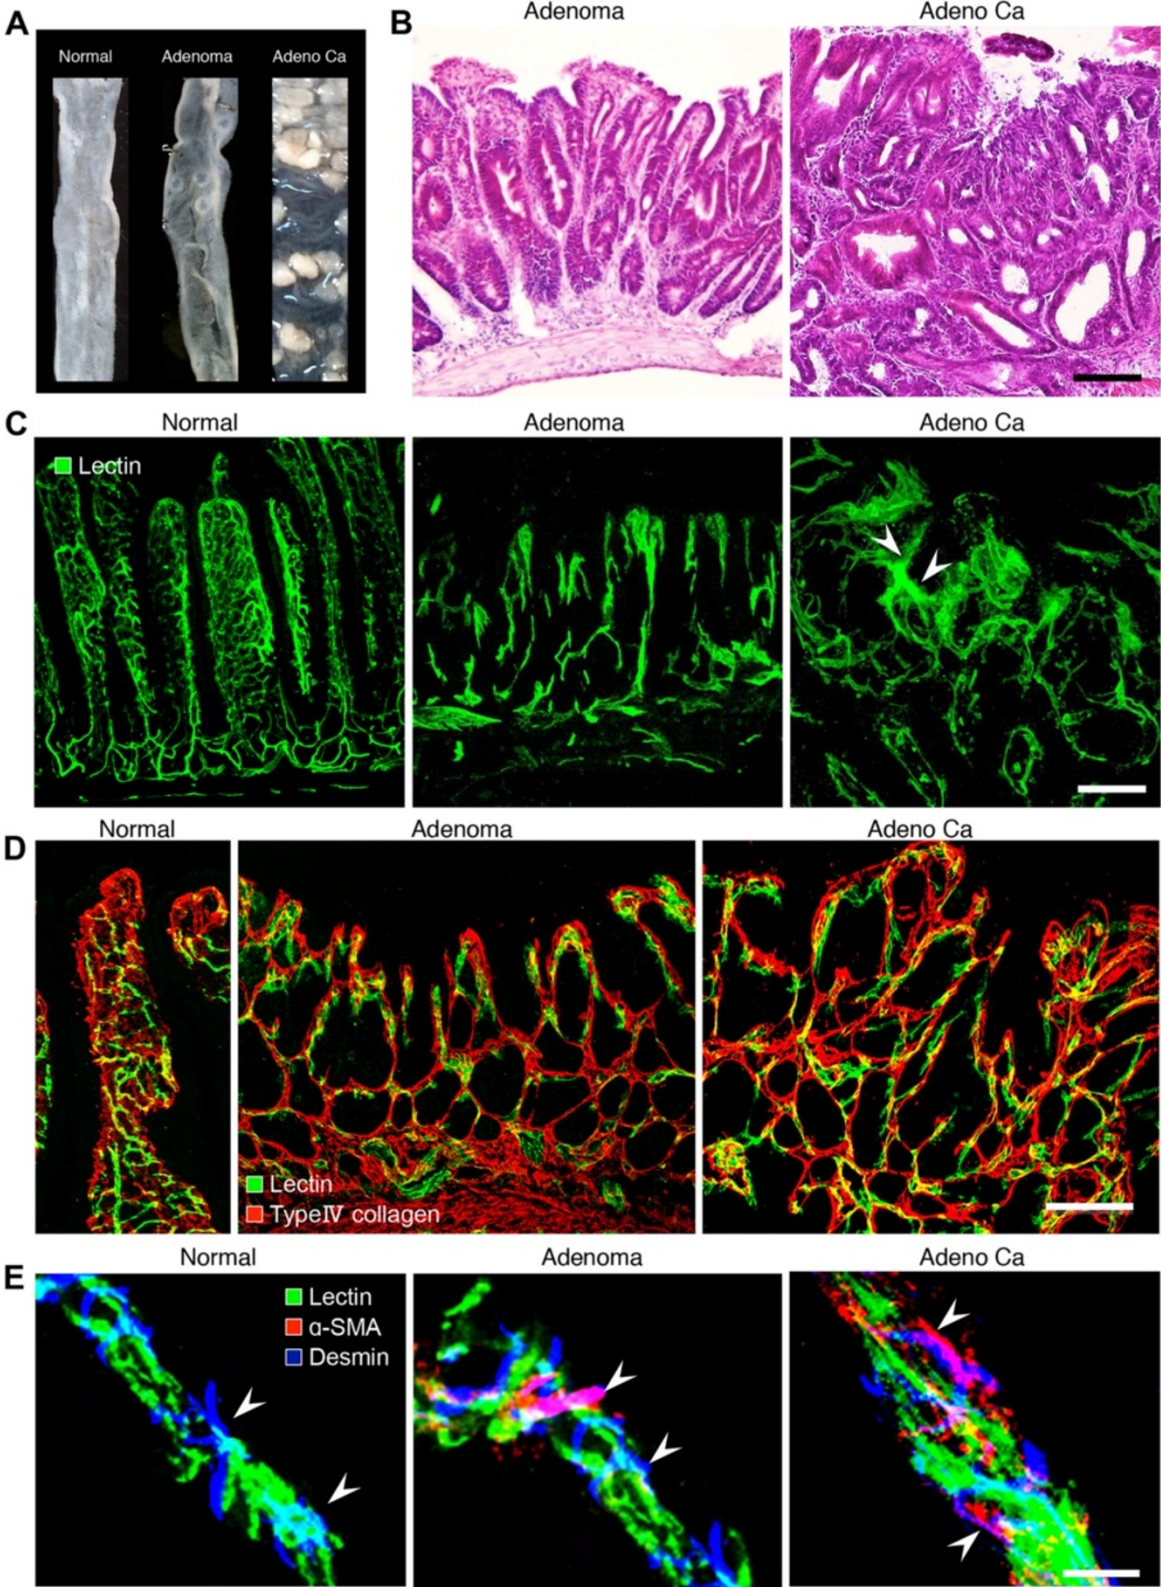 A
Normal
Adenoma
Adeno Ca
B
Adenoma
Adeno Ca
C
Normal
Adenoma
Adeno Ca
Lectin
D
Normal
Adenoma
Adeno Ca
Lectin
TypeⅣ collagen
E
Normal
Adenoma
Adeno Ca
Lectin
α-SMA
Desmin